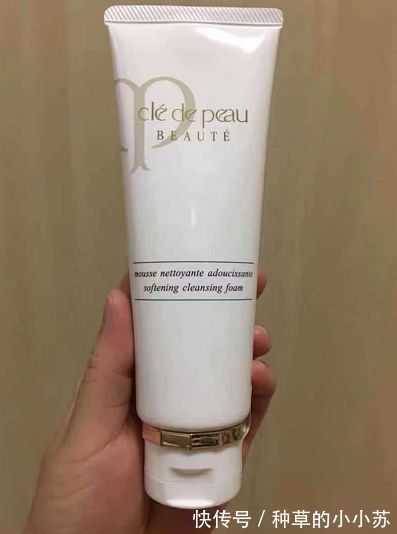 clé de peau
BEAUTÉ
mousse nettoyante adoucissante
softening cleansing foam
快传号 / 种草的小小苏